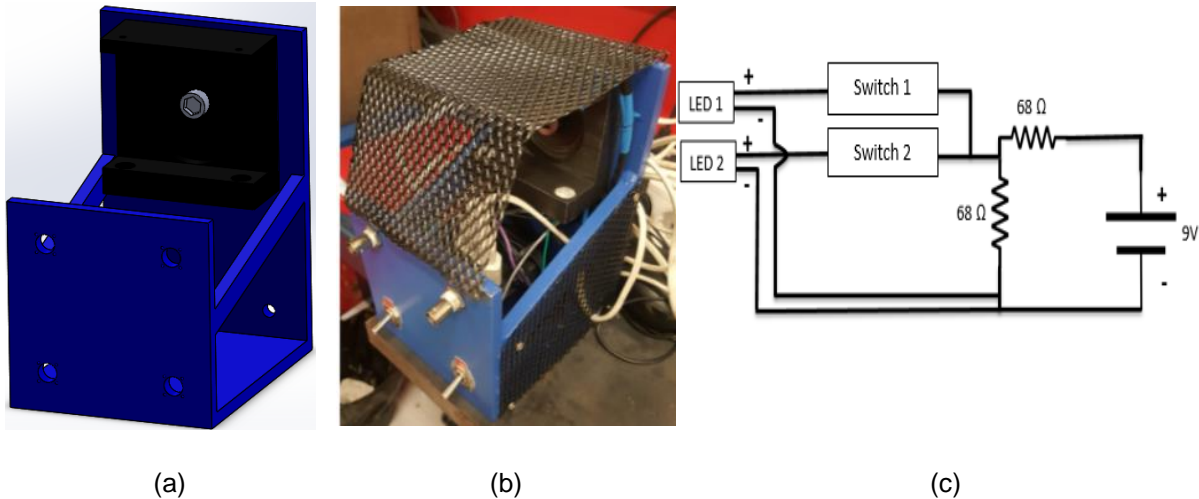 LED 1
+
-
LED 2
+
-
Switch 1
Switch 2
68 Ω
68 Ω
+
9V
-
(a)
(b)
(c)